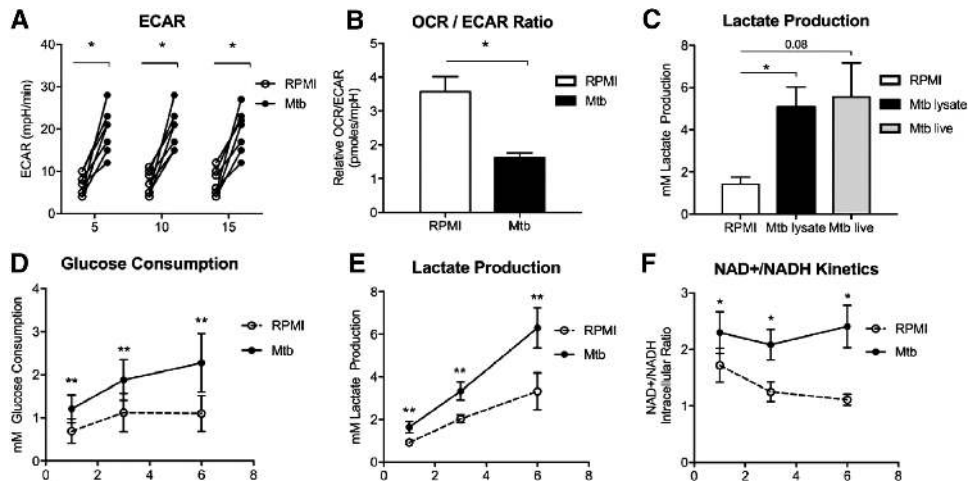 A
ECAR
ECAR (mpH/min)
40
30
20
10
0
*
*
*
RPMI
Mtb
5
10
15
B
OCR / ECAR Ratio
Relative OCR/ECAR
(pmoles/mpH)
5
4
3
2
1
0
*
RPMI
Mtb
RPMI
Mtb
C
Lactate Production
mM Lactate Production
8
6
4
2
0
0.08
*
RPMI
Mtb lysate
Mtb live
RPMI
Mtb lysate
Mtb live
D
Glucose Consumption
mM Glucose Consumption
4
3
2
1
0
**
**
**
RPMI
Mtb
0
2
4
6
8
E
Lactate Production
mM Lactate Production
8
6
4
2
0
**
**
**
RPMI
Mtb
0
2
4
6
8
F
NAD+/NADH Kinetics
NAD+/NADH
Intracellular Ratio
3
2
1
0
*
*
*
RPMI
Mtb
0
2
4
6
8